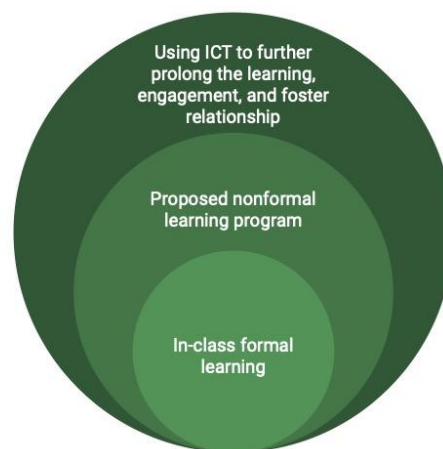 Using ICT to further
prolong the learning,
engagement, and foster
relationship
Proposed nonformal
learning program
In-class formal
learning